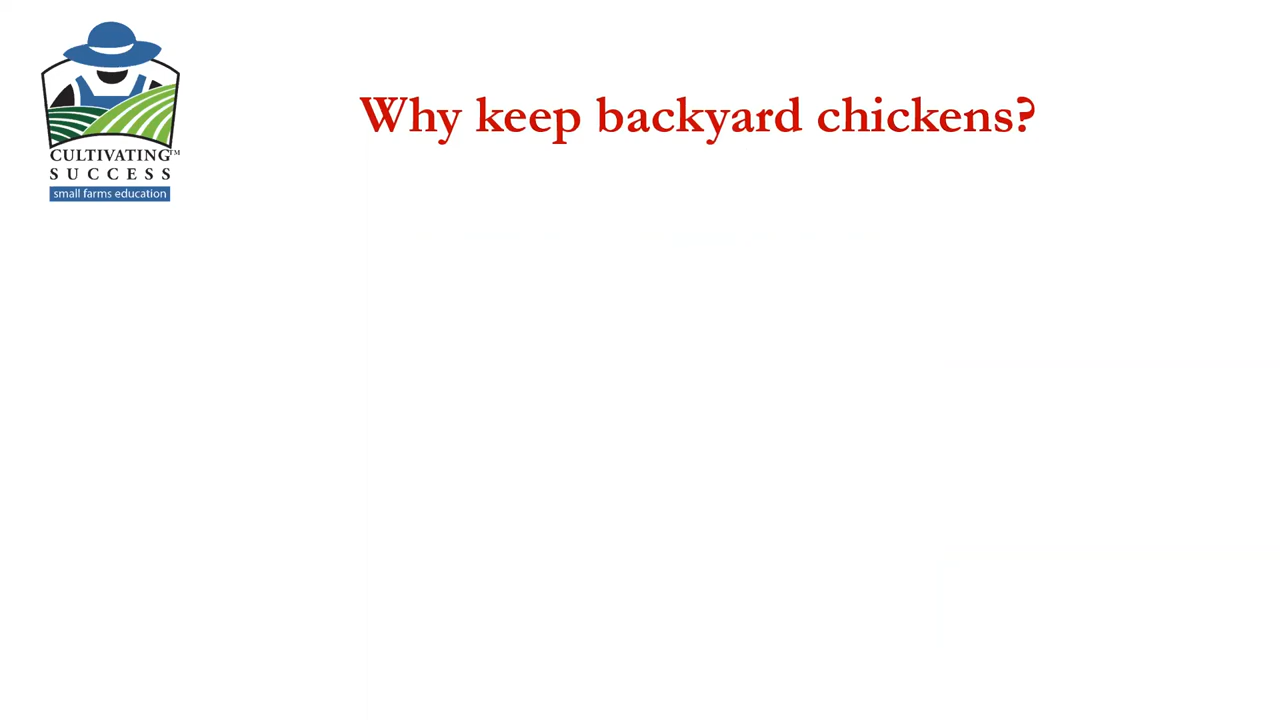 Why keep backyard chickens?
CULTIVATING™
SUCCESS
small farms education